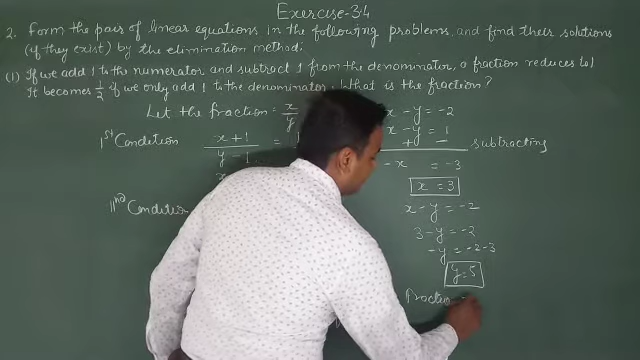 Exercise-3.4
2. Form the pair of linear equations in the following problems, and find their solutions
(if they exist) by the elimination method:
(1) If we add 1 to the numerator and subtract 1 from the denominator, a fraction reduces to 1
It becomes 1/2 if we only add 1 to the denominator. What is the fraction?
Let the fraction = x/y
Ist Condition x+1/y-1 =
IInd Condition
x - y = -2
x - y = 1
+ - subtracting
- x = -3
x = 3
x - y = -2
3 - y = -2
-y = -2-3
y = 5
Fraction